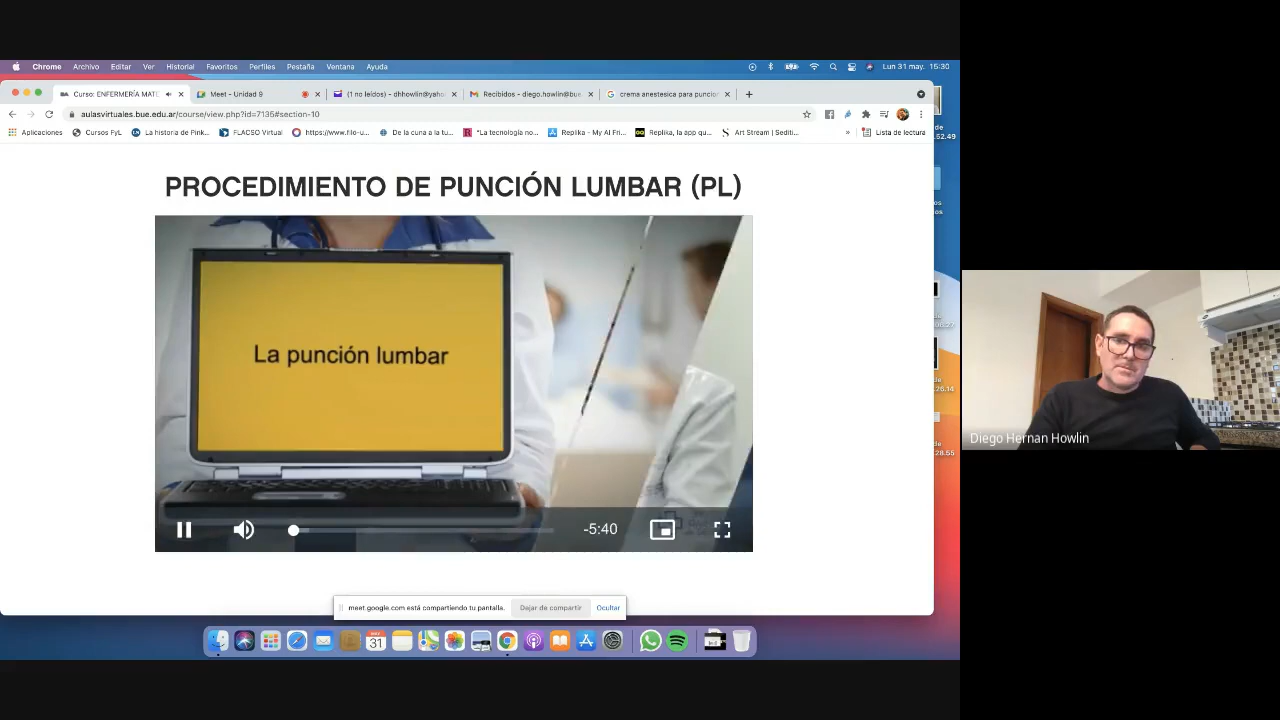 Chrome Archivo Editar Ver Historial Favoritos Perfiles Pestaña Ventana Ayuda Lun 31 may. 15:30
Curso: ENFERMERÍA MATE Meet - Unidad 9 (1 no leídos) - dhhowlin@yaho Recibidos - diego.howlin@bue crema anestesica para puncio
aulasvirtuales.bue.edu.ar/course/view.php?id=7135#section-10
Aplicaciones Cursos FyL La historia de Pink... FLACSO Virtual https://www.filo-u... De la cuna a la tu... "La tecnología no... Replika - My AI Fri... Replika, la app qu... Art Stream | Sediti... » Lista de lectura
PROCEDIMIENTO DE PUNCIÓN LUMBAR (PL)
La punción lumbar
-5:40
Diego Hernan Howlin
meet.google.com está compartiendo tu pantalla. Dejar de compartir Ocultar
31